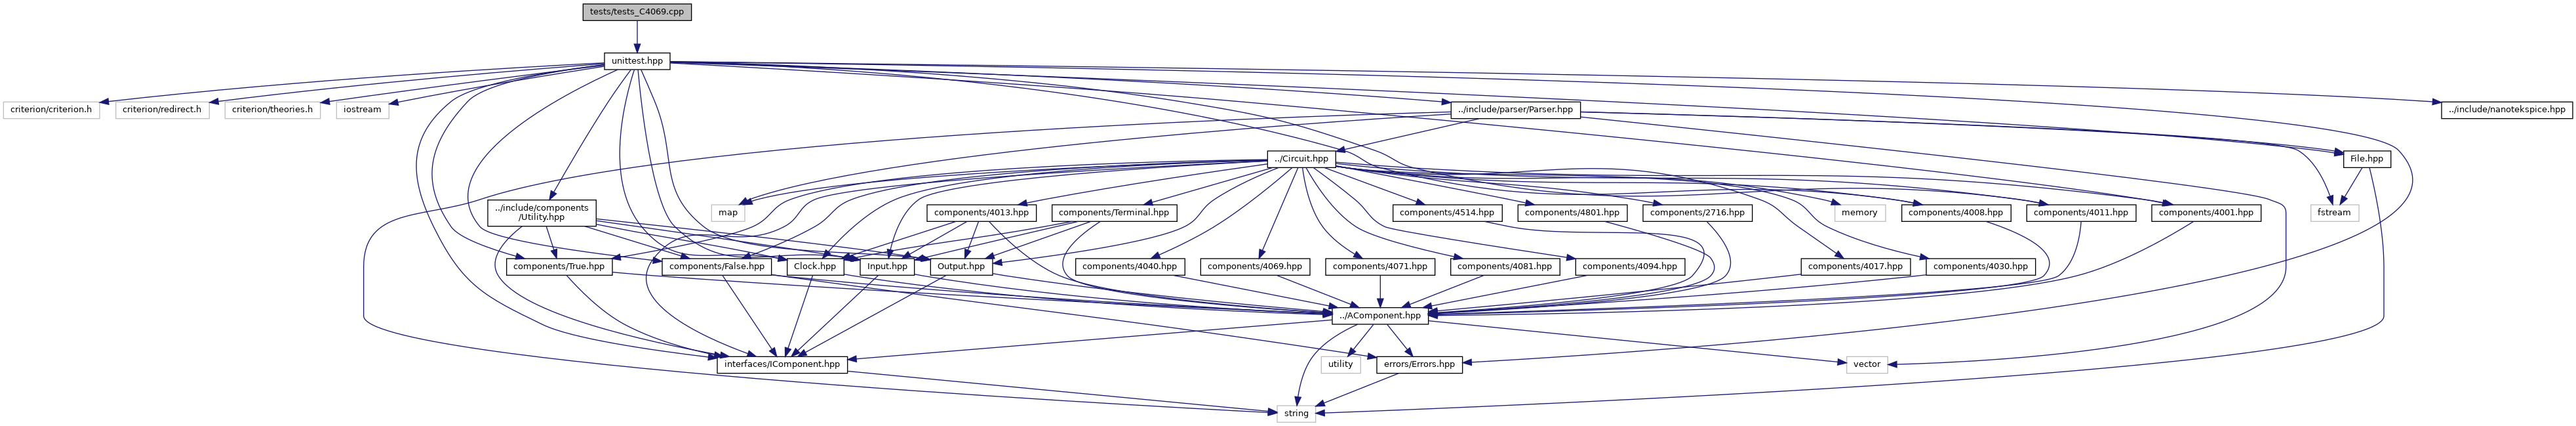 tests/tests_C4069.cpp
unittest.hpp
criterion/criterion.h
criterion/redirect.h
criterion/theories.h
iostream
../include/parser/Parser.hpp
../include/nanotekspice.hpp
../Circuit.hpp
File.hpp
../include/components
/Utility.hpp
map
components/4013.hpp
components/Terminal.hpp
components/4514.hpp
components/4801.hpp
components/2716.hpp
memory
components/4008.hpp
components/4011.hpp
components/4001.hpp
fstream
components/True.hpp
components/False.hpp
Clock.hpp
Input.hpp
Output.hpp
components/4040.hpp
components/4069.hpp
components/4071.hpp
components/4081.hpp
components/4094.hpp
components/4017.hpp
components/4030.hpp
../AComponent.hpp
interfaces/IComponent.hpp
utility
errors/Errors.hpp
vector
string